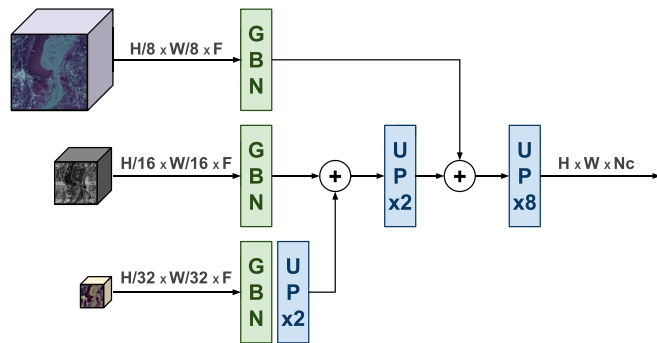 H/8 x W/8 x F
G
B
N
H/16 x W/16 x F
G
B
N
+
U
P
x2
+
U
P
x8
H x W x Nc
H/32 x W/32 x F
G
B
N
U
P
x2